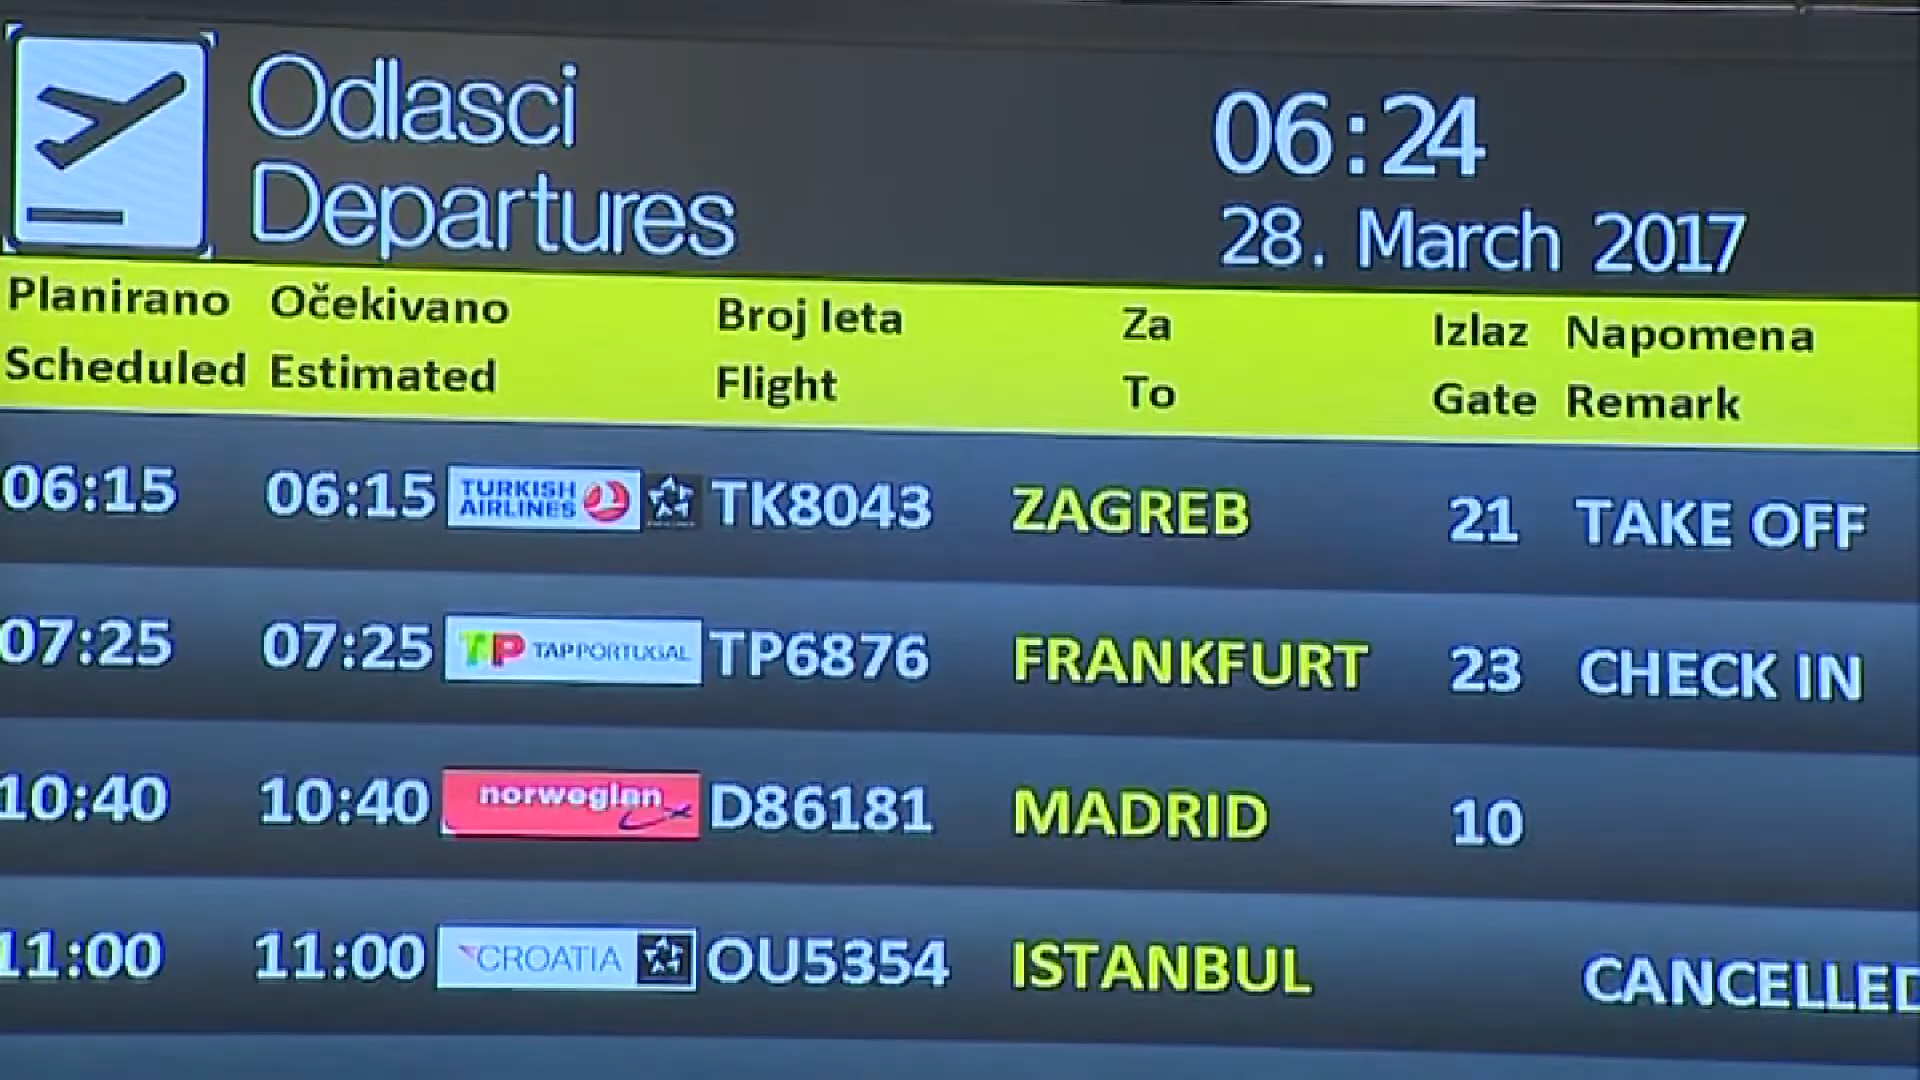 Odlasci
Departures
06:24
28. March 2017
Planirano Očekivano Broj leta Za Izlaz Napomena
Scheduled Estimated Flight To Gate Remark
06:15 06:15 TURKISH AIRLINES TK8043 ZAGREB 21 TAKE OFF
07:25 07:25 TP TAPPORTUGAL TP6876 FRANKFURT 23 CHECK IN
10:40 10:40 norwegian D86181 MADRID 10
11:00 11:00 CROATIA OU5354 ISTANBUL CANCELLED